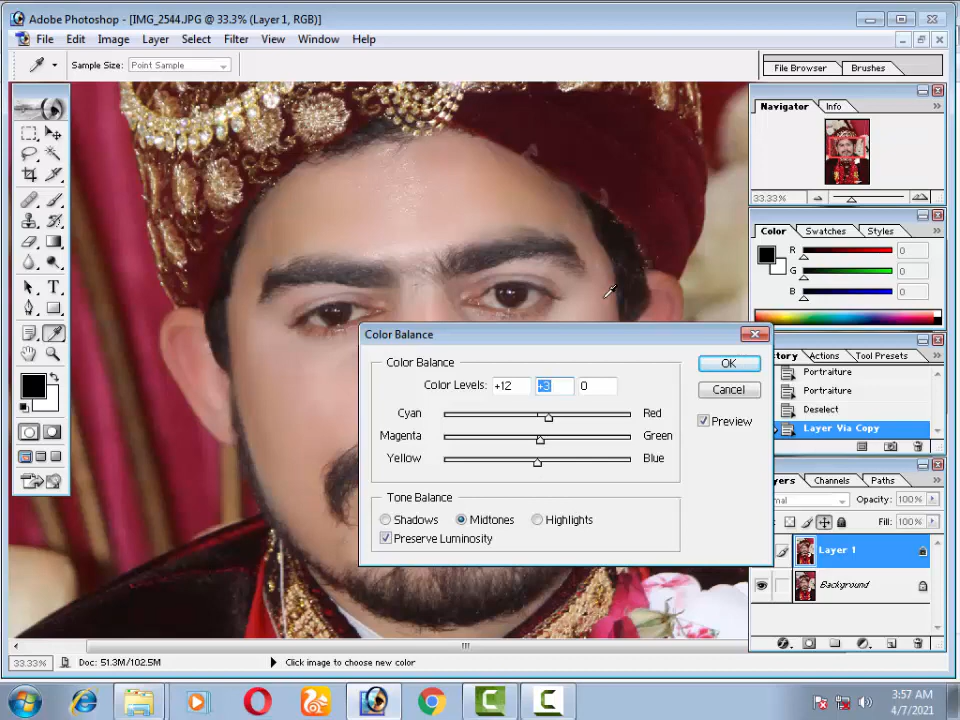 Adobe Photoshop - [IMG_2544.JPG @ 33.3% (Layer 1, RGB)]
File Edit Image Layer Select Filter View Window Help
Sample Size: Point Sample
File Browser Brushes
Navigator Info
33.33%
Color Swatches Styles
R 0
G 0
B 0
Color Balance
Color Balance
Color Levels: +12 +3 0
Cyan Red
Magenta Green
Yellow Blue
Tone Balance
Shadows Midtones Highlights
Preserve Luminosity
OK
Cancel
Preview
Actions Tool Presets
Portraiture
Portraiture
Deselect
Layer Via Copy
Channels Paths
Opacity: 100%
Fill: 100%
Layer 1
Background
33.33% Doc: 51.3M/102.5M Click image to choose new color
3:57 AM
4/7/2021